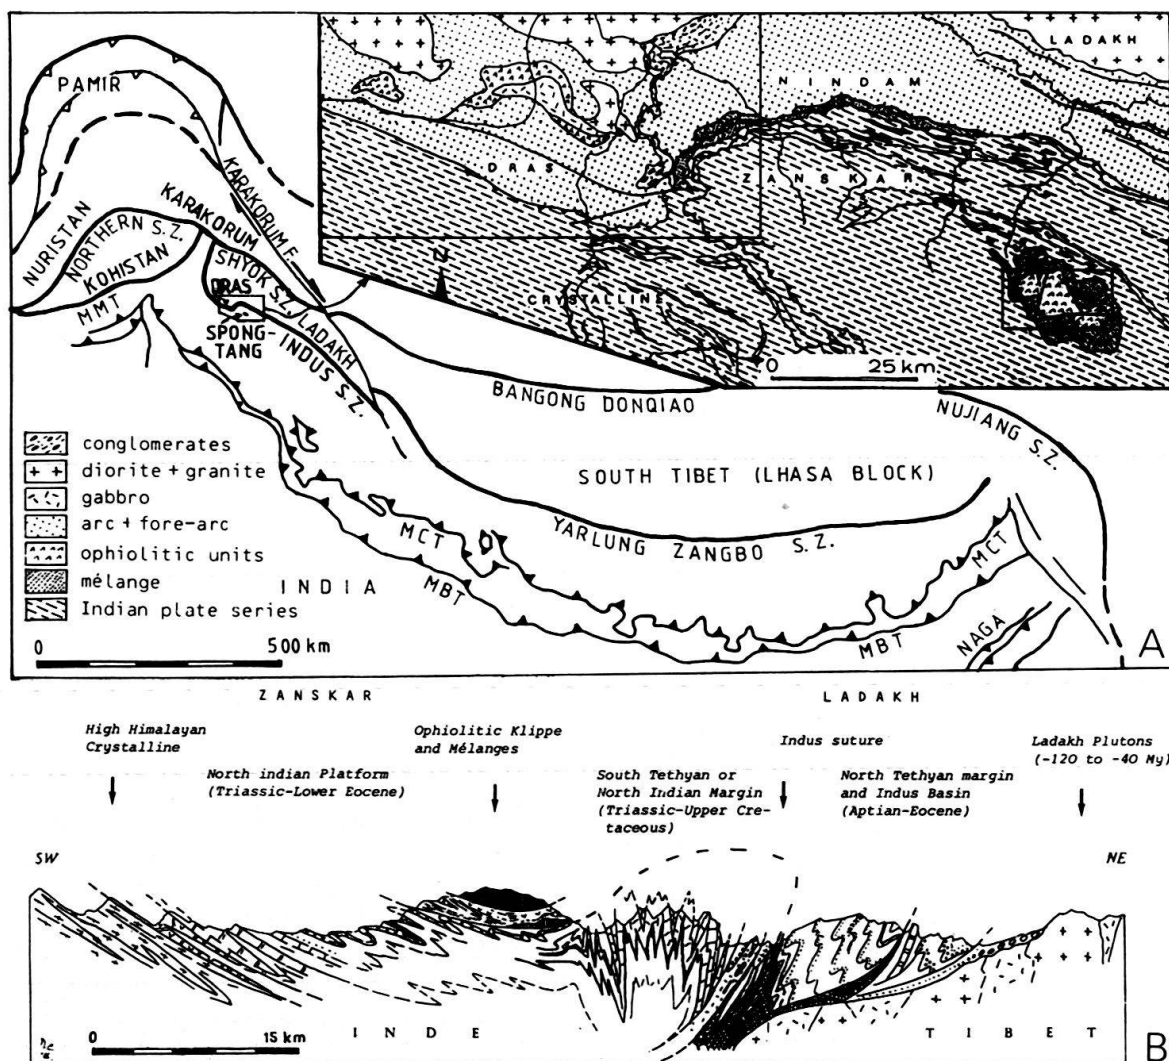 PAMIR
KARAKORUM F.
NURISTAN
NORTHERN S.Z.
KARAKORUM
KOHISTAN
SHYOK S.Z.
MMT
DRAS
LADAKH
SPONG-
TANG
INDUS S.Z.
LADAKH
NINDAM
DRAS
ZANSKAR
N
CRYSTALLINE
0 25 km
BANGONG DONQIAO
NUJIANG S.Z.
SOUTH TIBET (LHASA BLOCK)
YARLUNG ZANGBO S.Z.
MCT
MCT
INDIA
MBT
MBT
NAGA
conglomerates
diorite + granite
gabbro
arc + fore-arc
ophiolitic units
mélange
Indian plate series
0 500 km
A
ZANSKAR LADAKH
High Himalayan
Crystalline
North indian Platform
(Triassic-Lower Eocene)
Ophiolitic Klippe
and Mélanges
South Tethyan or
North Indian Margin
(Triassic-Upper Cre-
taceous)
Indus suture
North Tethyan margin
and Indus Basin
(Aptian-Eocene)
Ladakh Plutons
(-120 to -40 My)
SW
NE
0 15 km
INDE
TIBET
B